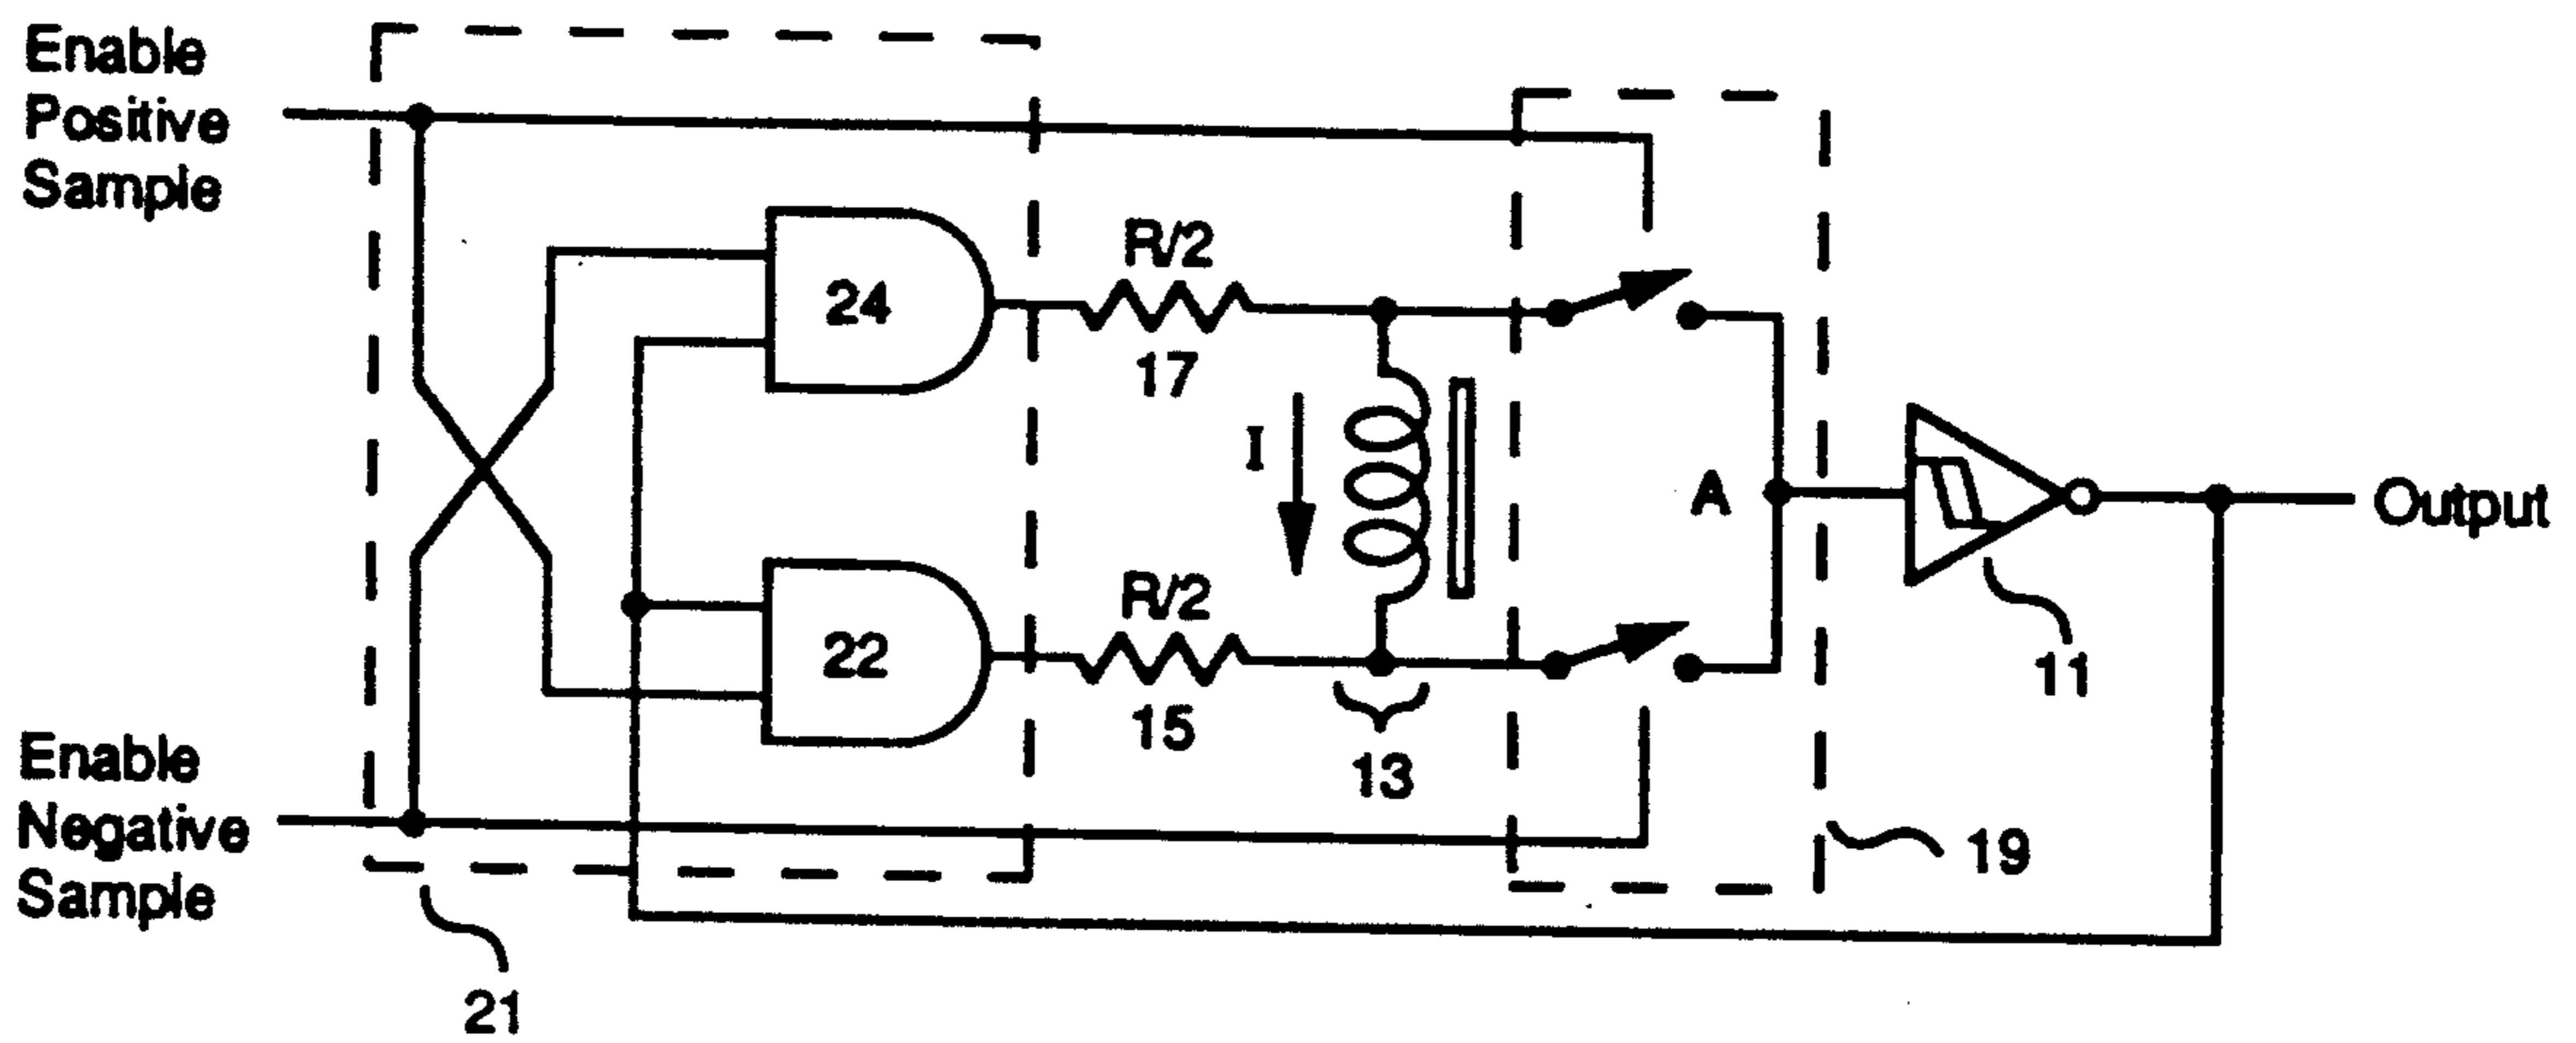 Enable
Positive
Sample
24
R/2
17
I
A
Output
22
R/2
15
13
11
19
Enable
Negative
Sample
21